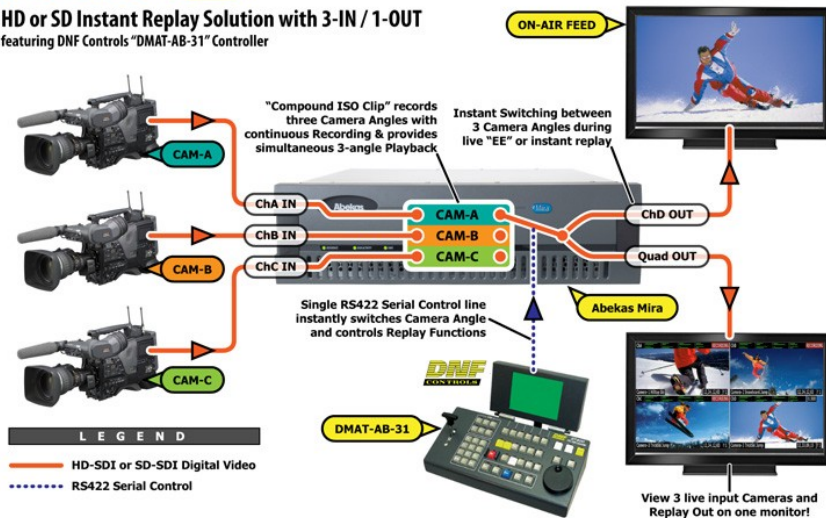 HD or SD Instant Replay Solution with 3-IN / 1-OUT
featuring DNF Controls “DMAT-AB-31” Controller
ON-AIR FEED
“Compound ISO Clip” records
three Camera Angles with
continuous Recording & provides
simultaneous 3-angle Playback
Instant Switching between
3 Camera Angles during
live “EE” or instant replay
CAM-A
CAM-B
CAM-C
ChA IN
ChB IN
ChC IN
Abekas
Mira
CAM-A
CAM-B
CAM-C
ChD OUT
Quad OUT
Abekas Mira
Single RS422 Serial Control line
instantly switches Camera Angle
and controls Replay Functions
DNF
CONTROLS
DMAT-AB-31
LEGEND
HD-SDI or SD-SDI Digital Video
RS422 Serial Control
View 3 live input Cameras and
Replay Out on one monitor!